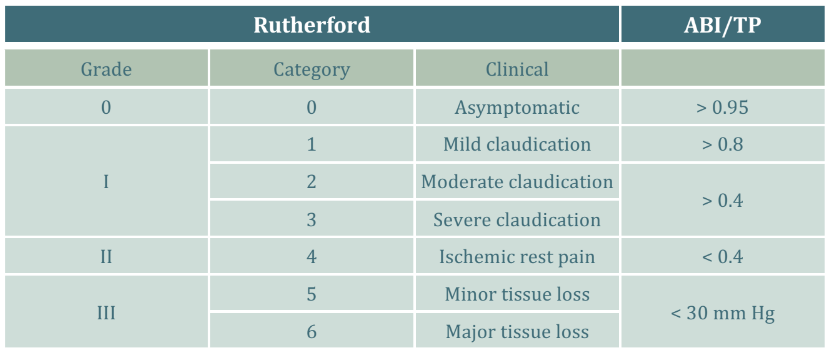 Rutherford ABI/TP
Grade Category Clinical
0 0 Asymptomatic > 0.95
I 1 Mild claudication > 0.8
2 Moderate claudication > 0.4
3 Severe claudication
II 4 Ischemic rest pain < 0.4
III 5 Minor tissue loss < 30 mm Hg
6 Major tissue loss